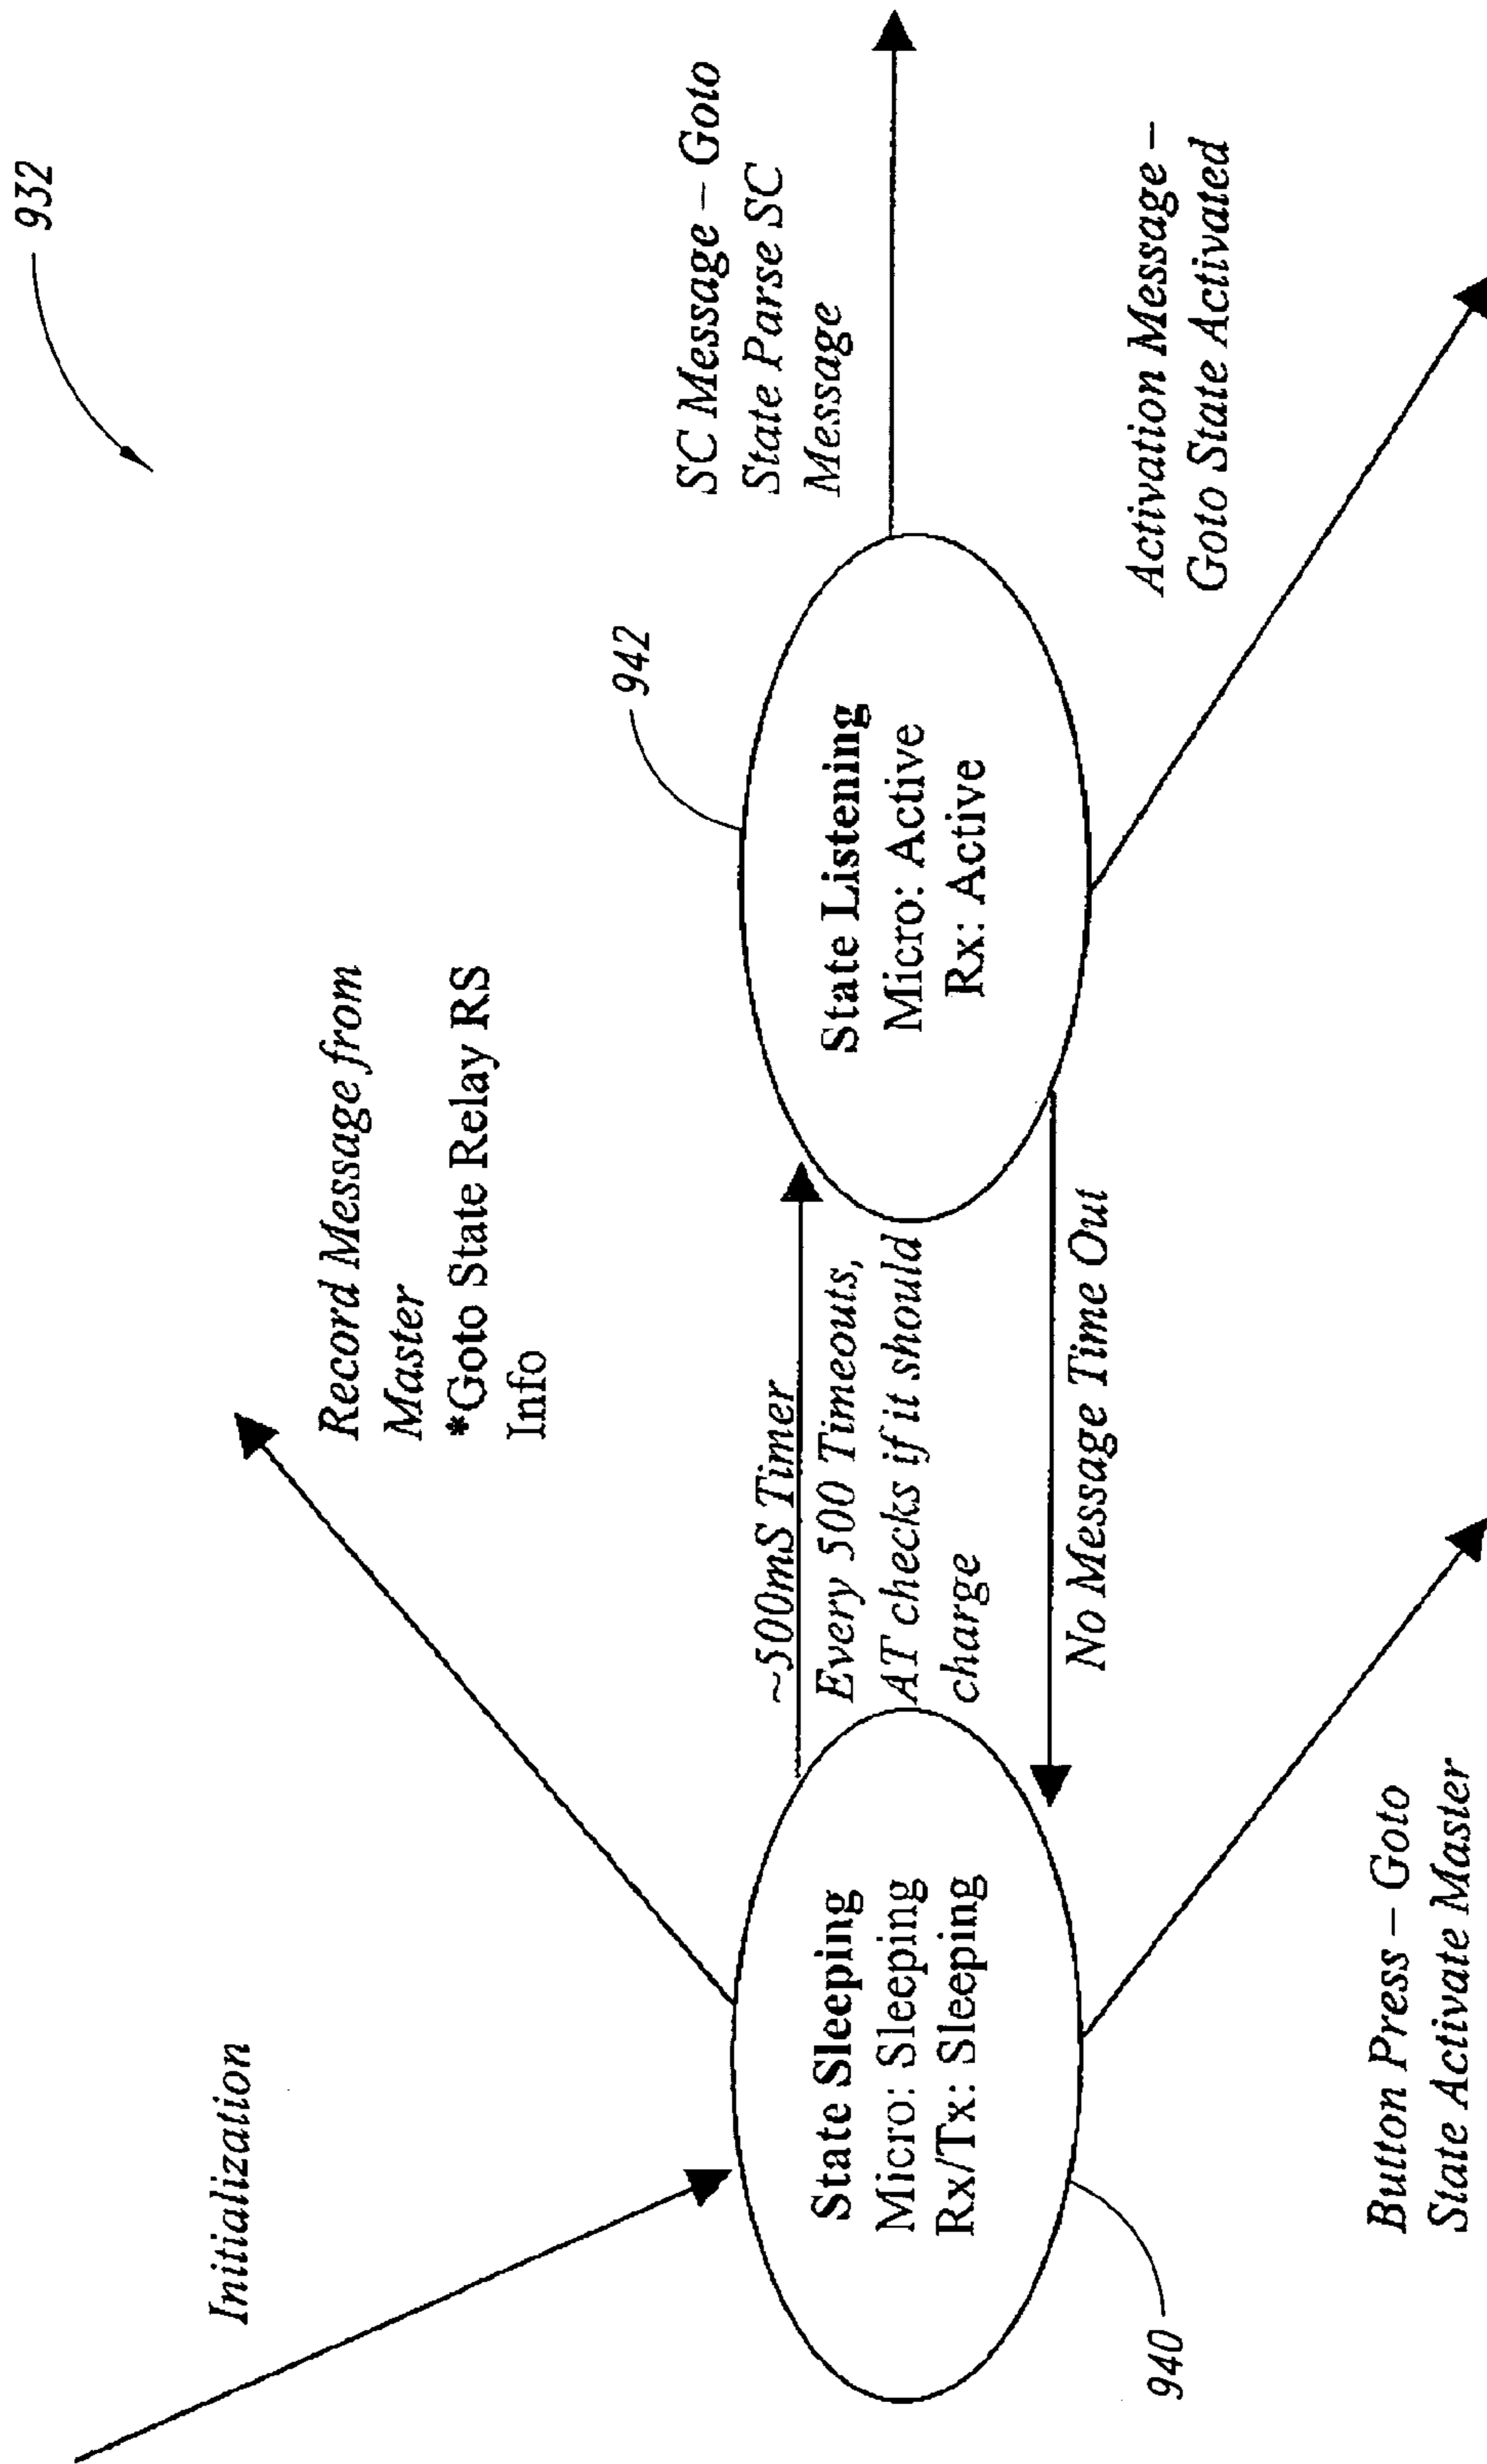 932
Initialization
Record Message from
Master
*Goto State Relay RS
Info
942
SC Message – Goto
State Parse SC
Message
~500mS Timer
Every 500 Timeouts,
AT checks if it should
charge
State Sleeping
Micro: Sleeping
Rx/Tx: Sleeping
State Listening
Micro: Active
Rx: Active
No Message Time Out
940
Button Press – Goto
State Activate Master
Activation Message –
Goto State Activated